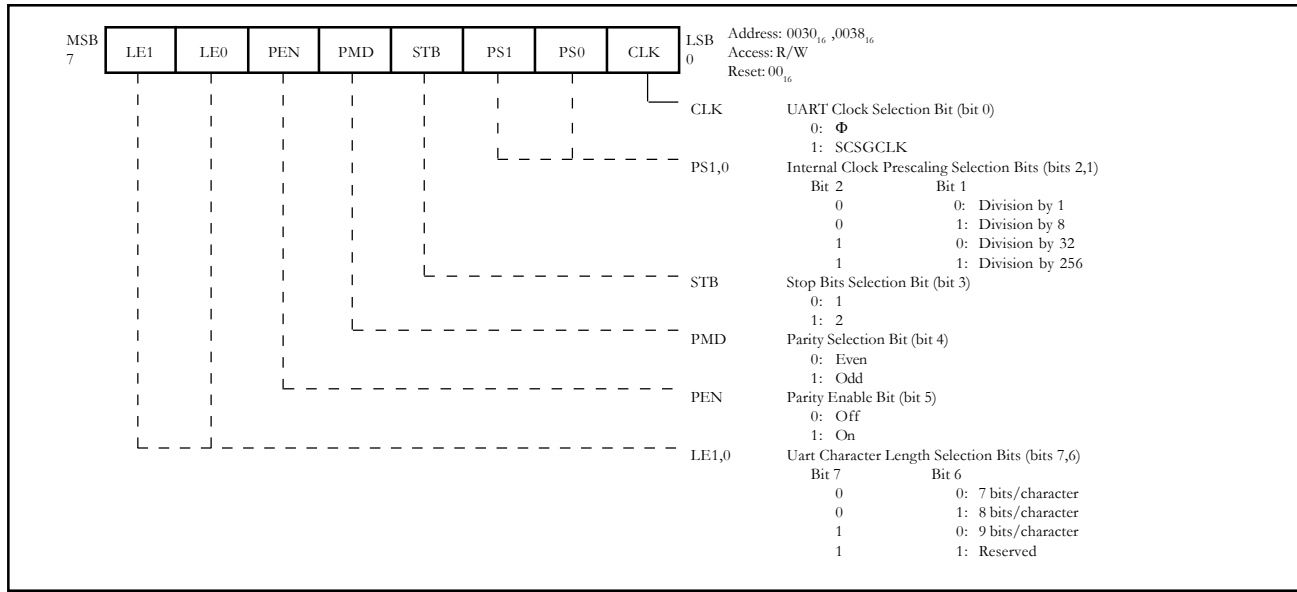 MSB
7
LE1 LE0 PEN PMD STB PS1 PS0 CLK
LSB
0
Address: 0030₁₆ ,0038₁₆
Access: R/W
Reset: 00₁₆
CLK UART Clock Selection Bit (bit 0)
0: Φ
1: SCSGCLK
PS1,0 Internal Clock Prescaling Selection Bits (bits 2,1)
Bit 2 Bit 1
0 0: Division by 1
0 1: Division by 8
1 0: Division by 32
1 1: Division by 256
STB Stop Bits Selection Bit (bit 3)
0: 1
1: 2
PMD Parity Selection Bit (bit 4)
0: Even
1: Odd
PEN Parity Enable Bit (bit 5)
0: Off
1: On
LE1,0 Uart Character Length Selection Bits (bits 7,6)
Bit 7 Bit 6
0 0: 7 bits/character
0 1: 8 bits/character
1 0: 9 bits/character
1 1: Reserved